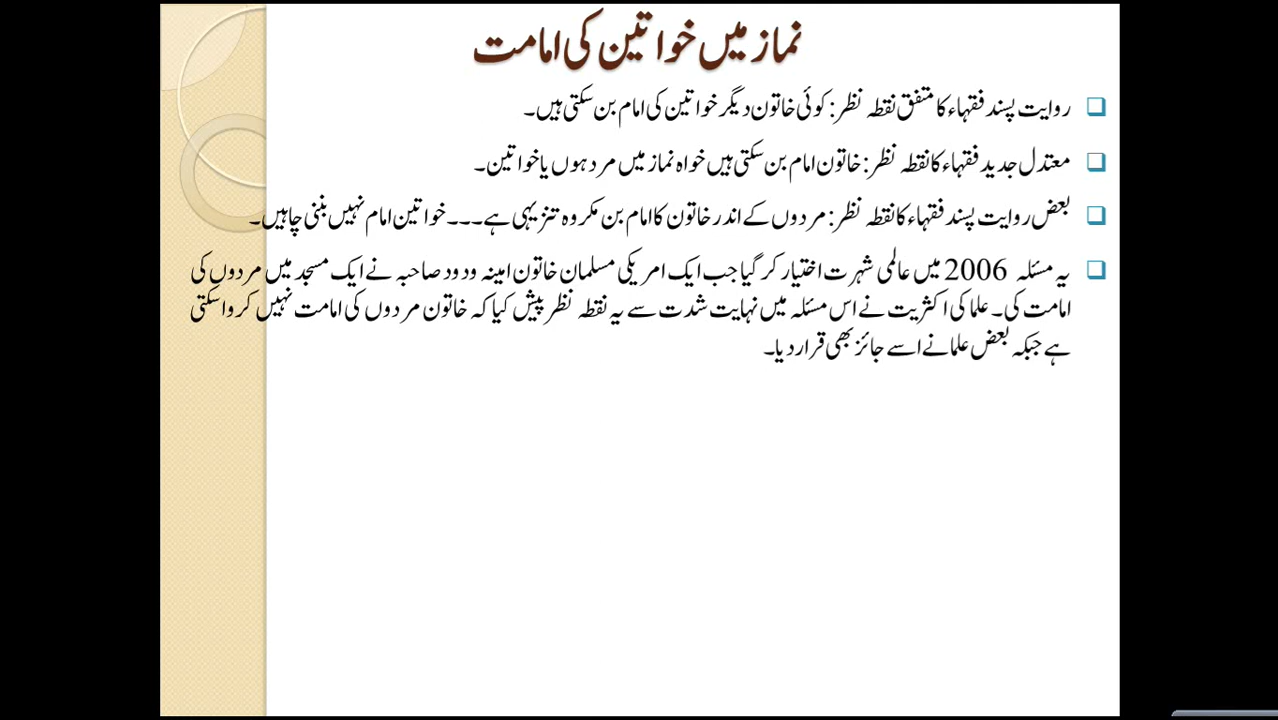 نماز میں خواتین کی امامت
روایت پسند فقہاء کا متفق نقطہ نظر: کوئی خاتون دیگر خواتین کی امام بن سکتی ہیں۔
معتدل جدید فقہاء کا نقطہ نظر: خاتون امام بن سکتی ہیں خواہ نماز میں مرد ہوں یا خواتین۔
بعض روایت پسند فقہاء کا نقطہ نظر: مردوں کے اندر خاتون کا امام بن مکروہ تنزیہی ہے۔۔۔ خواتین امام نہیں بننی چاہیں۔
یہ مسئلہ 2006 میں عالمی شہرت اختیار کر گیا جب ایک امریکی مسلمان خاتون امینہ ودود صاحبہ نے ایک مسجد میں مردوں کی
امامت کی۔ علما کی اکثریت نے اس مسئلہ میں نہایت شدت سے یہ نقطہ نظر پیش کیا کہ خاتون مردوں کی امامت نہیں کروا سکتی
ہے جبکہ بعض علما نے اسے جائز بھی قرار دیا۔